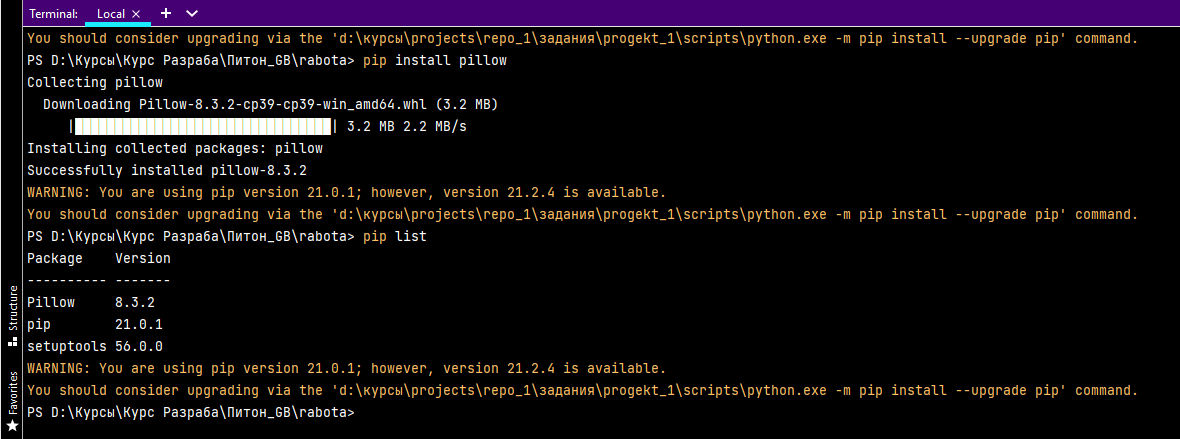 Terminal: Local × + 
You should consider upgrading via the 'd:\курсы\projects\repo_1\задания\progekt_1\scripts\python.exe -m pip install --upgrade pip' command.
PS D:\Курсы\Курс Разраба\Питон_GB\rabota> pip install pillow
Collecting pillow
  Downloading Pillow-8.3.2-cp39-cp39-win_amd64.whl (3.2 MB)
     |████████████████████████████████| 3.2 MB 2.2 MB/s
Installing collected packages: pillow
Successfully installed pillow-8.3.2
WARNING: You are using pip version 21.0.1; however, version 21.2.4 is available.
You should consider upgrading via the 'd:\курсы\projects\repo_1\задания\progekt_1\scripts\python.exe -m pip install --upgrade pip' command.
PS D:\Курсы\Курс Разраба\Питон_GB\rabota> pip list
Package    Version
---------- -------
Pillow     8.3.2
pip        21.0.1
setuptools 56.0.0
WARNING: You are using pip version 21.0.1; however, version 21.2.4 is available.
You should consider upgrading via the 'd:\курсы\projects\repo_1\задания\progekt_1\scripts\python.exe -m pip install --upgrade pip' command.
PS D:\Курсы\Курс Разраба\Питон_GB\rabota>
Structure
Favorites